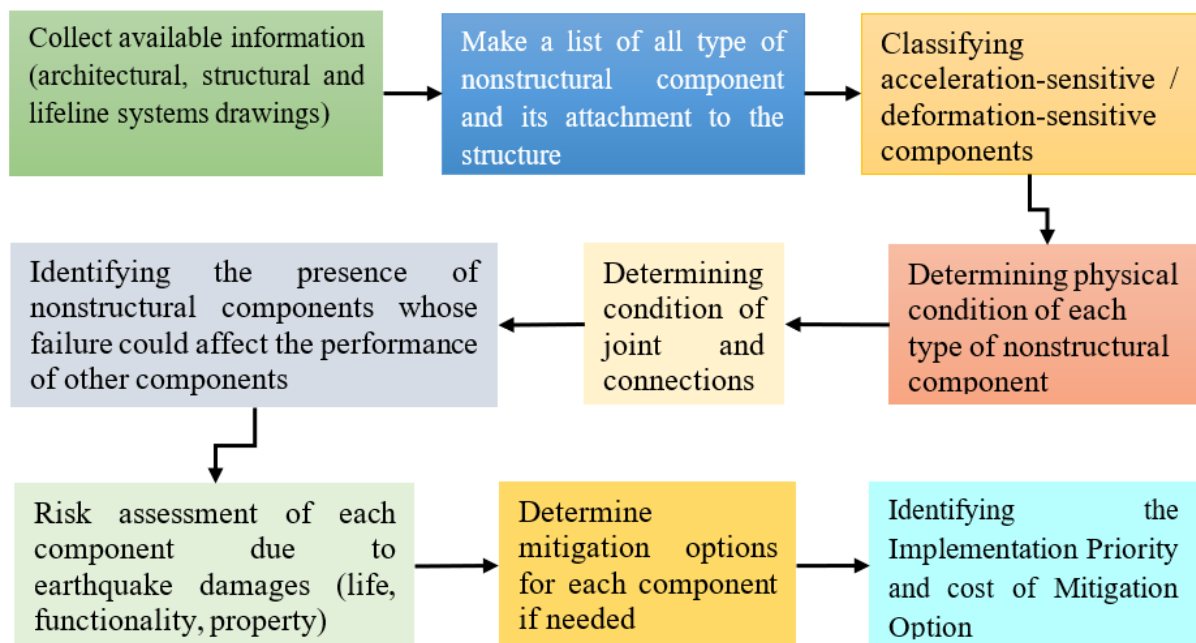 Collect available information
(architectural, structural and
lifeline systems drawings)
Make a list of all type of
nonstructural component
and its attachment to the
structure
Classifying
acceleration-sensitive /
deformation-sensitive
components
Determining physical
condition of each
type of nonstructural
component
Determining
condition of
joint and
connections
Identifying the presence of
nonstructural components whose
failure could affect the performance
of other components
Risk assessment of each
component due to
earthquake damages (life,
functionality, property)
Determine
mitigation options
for each component
if needed
Identifying the
Implementation Priority
and cost of Mitigation
Option